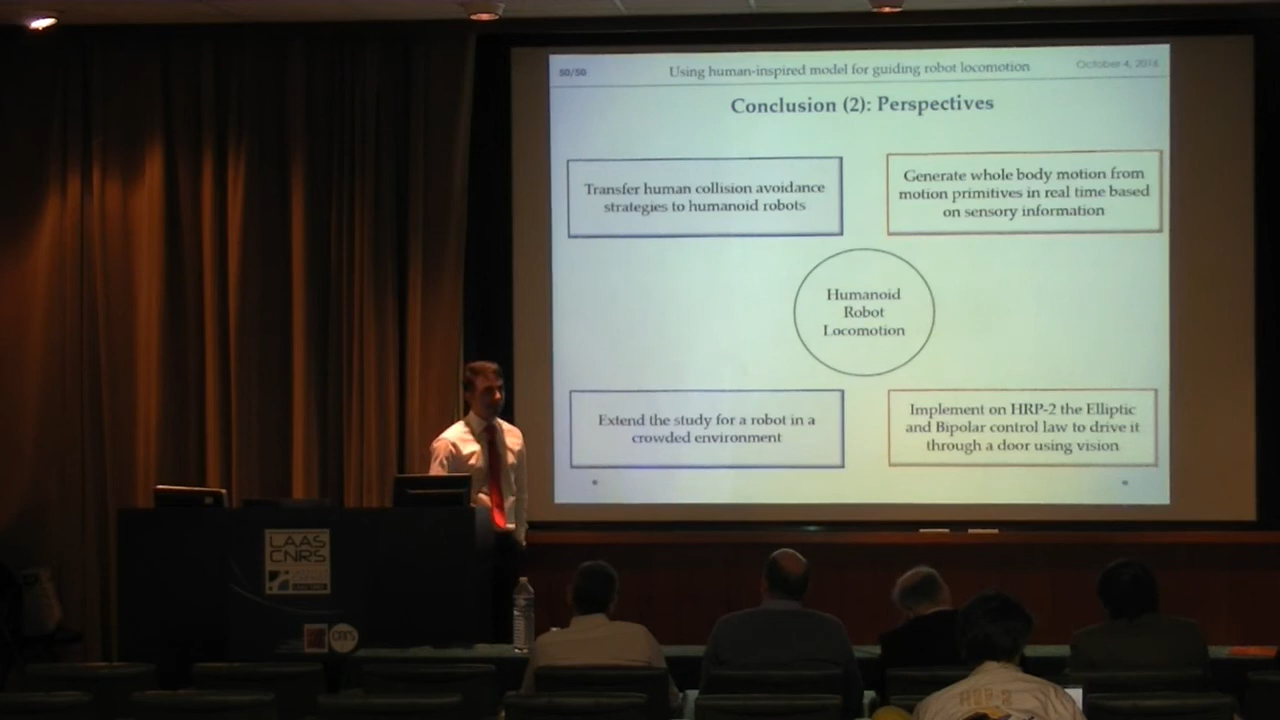 50/50
Using human-inspired model for guiding robot locomotion
Conclusion (2): Perspectives
Transfer human collision avoidance
strategies to humanoid robots
Generate whole body motion from
motion primitives in real time based
on sensory information
Humanoid
Robot
Locomotion
Extend the study for a robot in a
crowded environment
Implement on HRP-2 the Elliptic
and Bipolar control law to drive it
through a door using vision
LAAS
CNRS
cnrs
HRP-2